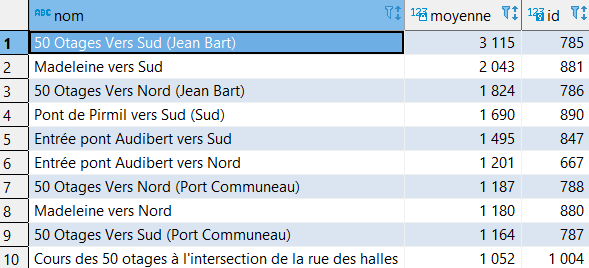 ABC nom 123 moyenne 123 id
1 50 Otages Vers Sud (Jean Bart) 3 115 785
2 Madeleine vers Sud 2 043 881
3 50 Otages Vers Nord (Jean Bart) 1 824 786
4 Pont de Pirmil vers Sud (Sud) 1 690 890
5 Entrée pont Audibert vers Sud 1 495 847
6 Entrée pont Audibert vers Nord 1 201 667
7 50 Otages Vers Nord (Port Communeau) 1 187 788
8 Madeleine vers Nord 1 180 880
9 50 Otages Vers Sud (Port Communeau) 1 164 787
10 Cours des 50 otages à l'intersection de la rue des halles 1 052 1 004